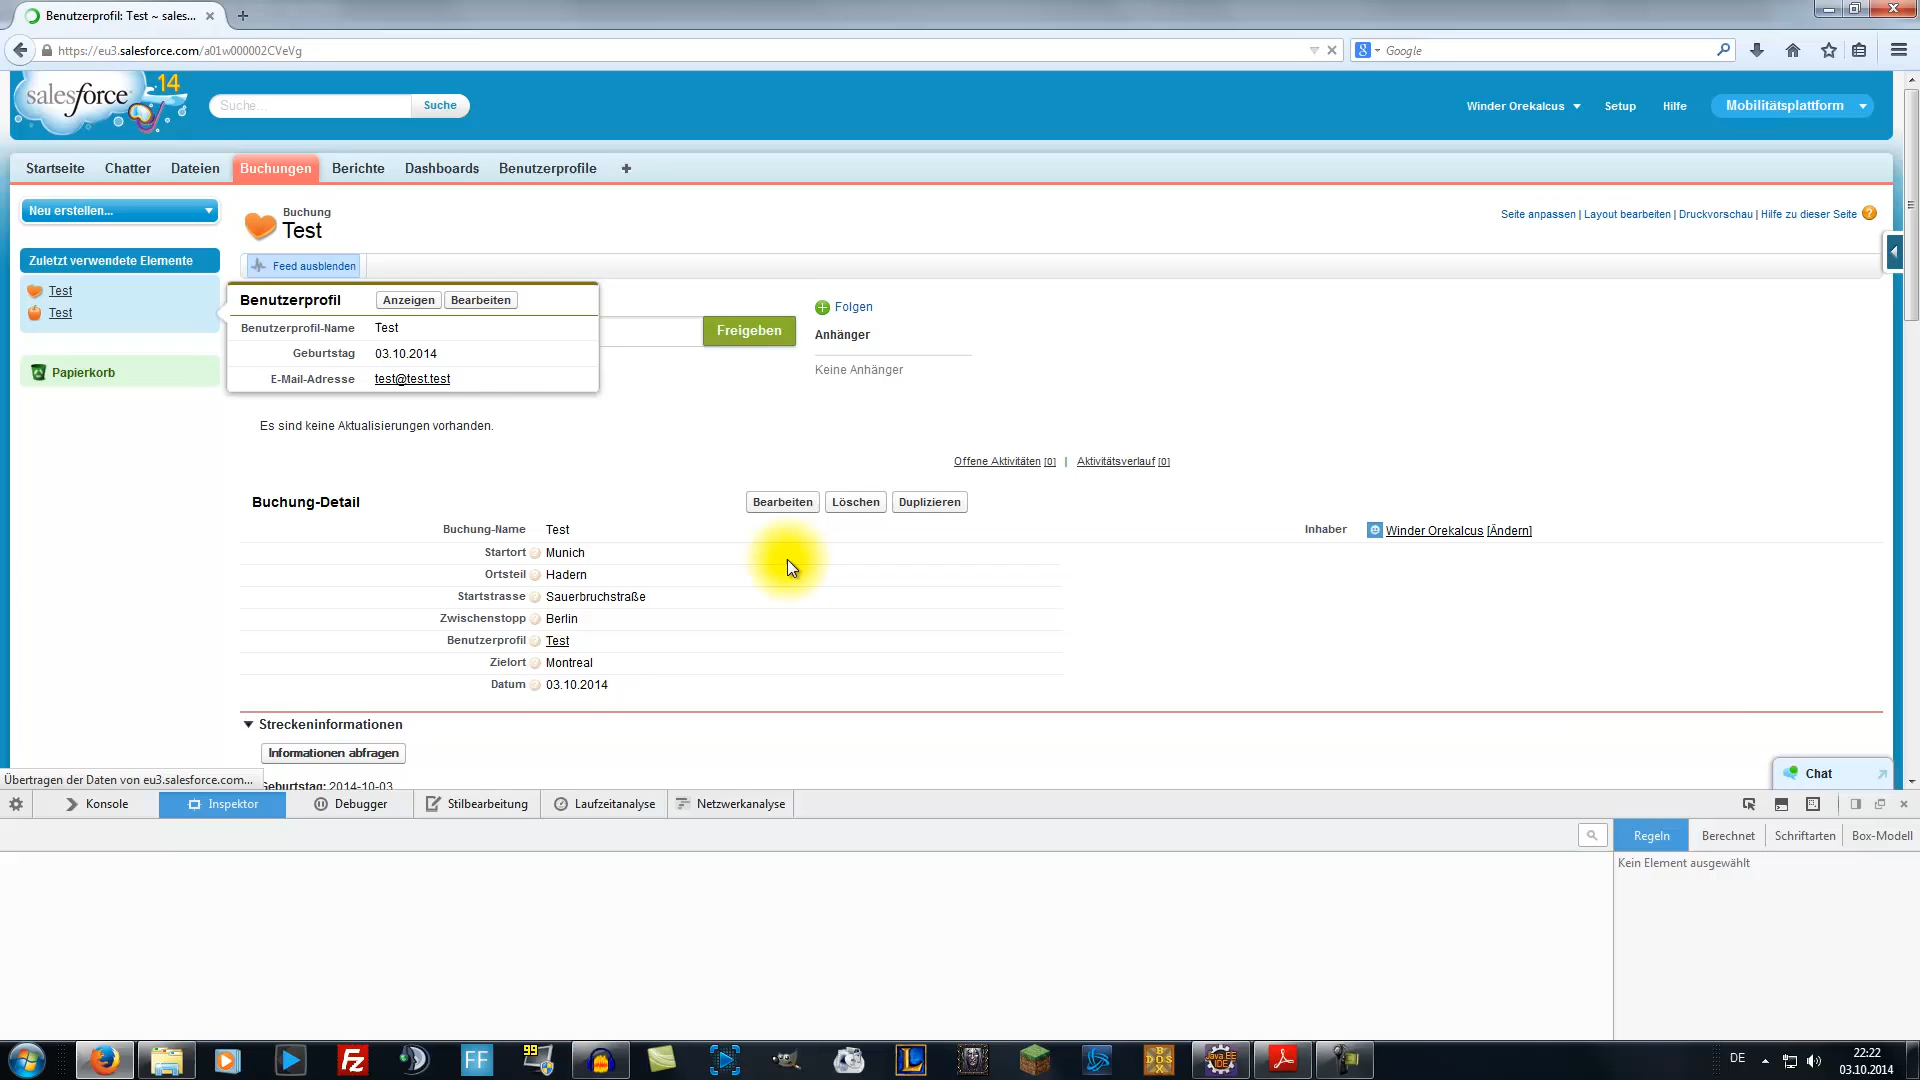 Benutzerprofil: Test ~ sales...
https://eu3.salesforce.com/a01w000002CVeVg
Google
salesforce
14
Suche...
Suche
Winder Orekalcus
Setup
Hilfe
Mobilitätsplattform
Startseite
Chatter
Dateien
Buchungen
Berichte
Dashboards
Benutzerprofile
Neu erstellen...
Buchung
Test
Seite anpassen | Layout bearbeiten | Druckvorschau | Hilfe zu dieser Seite
Zuletzt verwendete Elemente
Feed ausblenden
Test
Test
Papierkorb
Benutzerprofil
Anzeigen
Bearbeiten
Benutzerprofil-Name Test
Geburtstag 03.10.2014
E-Mail-Adresse test@test.test
Freigeben
Folgen
Anhänger
Keine Anhänger
Es sind keine Aktualisierungen vorhanden.
Offene Aktivitäten [0] | Aktivitätsverlauf [0]
Buchung-Detail
Bearbeiten
Löschen
Duplizieren
Buchung-Name Test
Inhaber Winder Orekalcus [Ändern]
Startort Munich
Ortsteil Hadern
Startstrasse Sauerbruchstraße
Zwischenstopp Berlin
Benutzerprofil Test
Zielort Montreal
Datum 03.10.2014
Streckeninformationen
Informationen abfragen
Geburtstag: 2014-10-03
Chat
Übertragen der Daten von eu3.salesforce.com...
Konsole
Inspektor
Debugger
Stilbearbeitung
Laufzeitanalyse
Netzwerkanalyse
Regeln
Berechnet
Schriftarten
Box-Modell
Kein Element ausgewählt
FF
99
L
Java EE
IDE
DOS
DE
22:22
03.10.2014